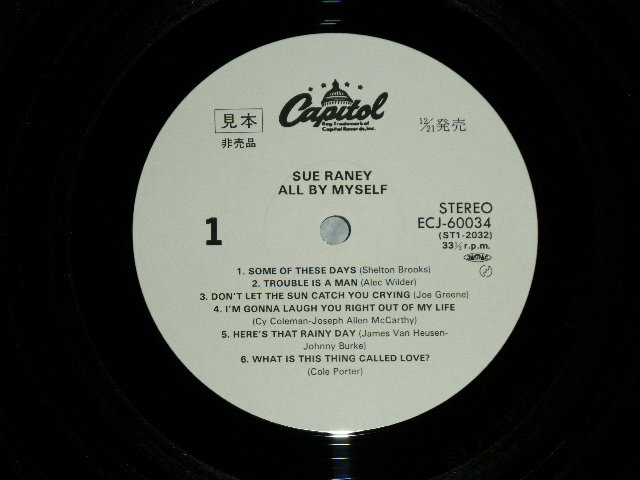 Capitol
Reg. Trademark of
Capitol Records, Inc.
見本
非売品
12/21発売
SUE RANEY
ALL BY MYSELF
1
STEREO
ECJ-60034
(ST1-2032)
33⅓ r.p.m.
1. SOME OF THESE DAYS (Shelton Brooks)
2. TROUBLE IS A MAN (Alec Wilder)
3. DON'T LET THE SUN CATCH YOU CRYING (Joe Greene)
4. I'M GONNA LAUGH YOU RIGHT OUT OF MY LIFE
(Cy Coleman-Joseph Allen McCarthy)
5. HERE'S THAT RAINY DAY (James Van Heusen-
Johnny Burke)
6. WHAT IS THIS THING CALLED LOVE?
(Cole Porter)